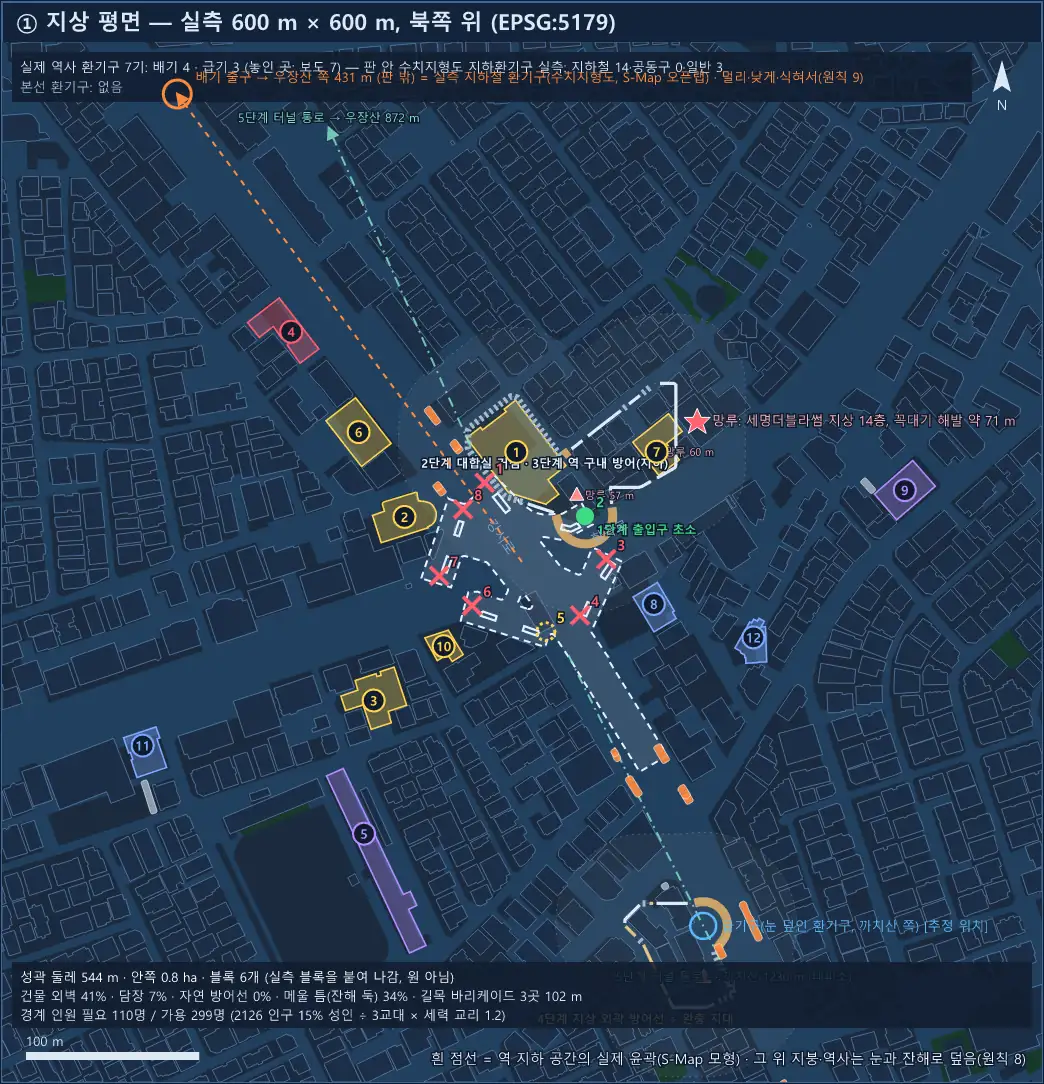 ① 지상 평면 — 실측 600 m × 600 m, 북쪽 위 (EPSG:5179)
실제 역사 환기구 7기: 배기 4 · 급기 3 (놓인 곳: 보도 7) — 판 안 수치지형도 지하환기구 실측: 지하철 14·공동구 0·일반 3
배기 출구 → 우장산 쪽 431 m (판 밖) = 실측 지하철 환기구(수치지형도, S-Map 오픈랩) · 멀리·낮게·식혀서(원칙 9)
본선 환기구: 없음
N
5단계 터널 통로 → 우장산 872 m
4
망루: 세명더블라썸 지상 14층, 꼭대기 해발 약 71 m
6
1
7
망루 60 m
2단계 대합실 거점 · 3단계 역 구내 방어(지하)
1
9
8
망루 67 m
2
2
1단계 출입구 초소
3
7
6
4
8
5
12
10
3
11
5
기구(눈 덮인 환기구, 까치산 쪽) [추정 위치]
성곽 둘레 544 m · 안쪽 0.8 ha · 블록 6개 (실측 블록을 붙여 나감, 원 아님)
건물 외벽 41% · 담장 7% · 자연 방어선 0% · 메울 틈(잔해 둑) 34% · 길목 바리케이드 3곳 102 m
경계 인원 필요 110명 / 가용 299명 (2126 인구 15% 성인 ÷ 3교대 × 세력 교리 1.2)
4단계 지상 외곽 방어선 · 완충 지대
100 m
흰 점선 = 역 지하 공간의 실제 윤곽(S-Map 모형) · 그 위 지붕·역사는 눈과 잔해로 덮음(원칙 8)